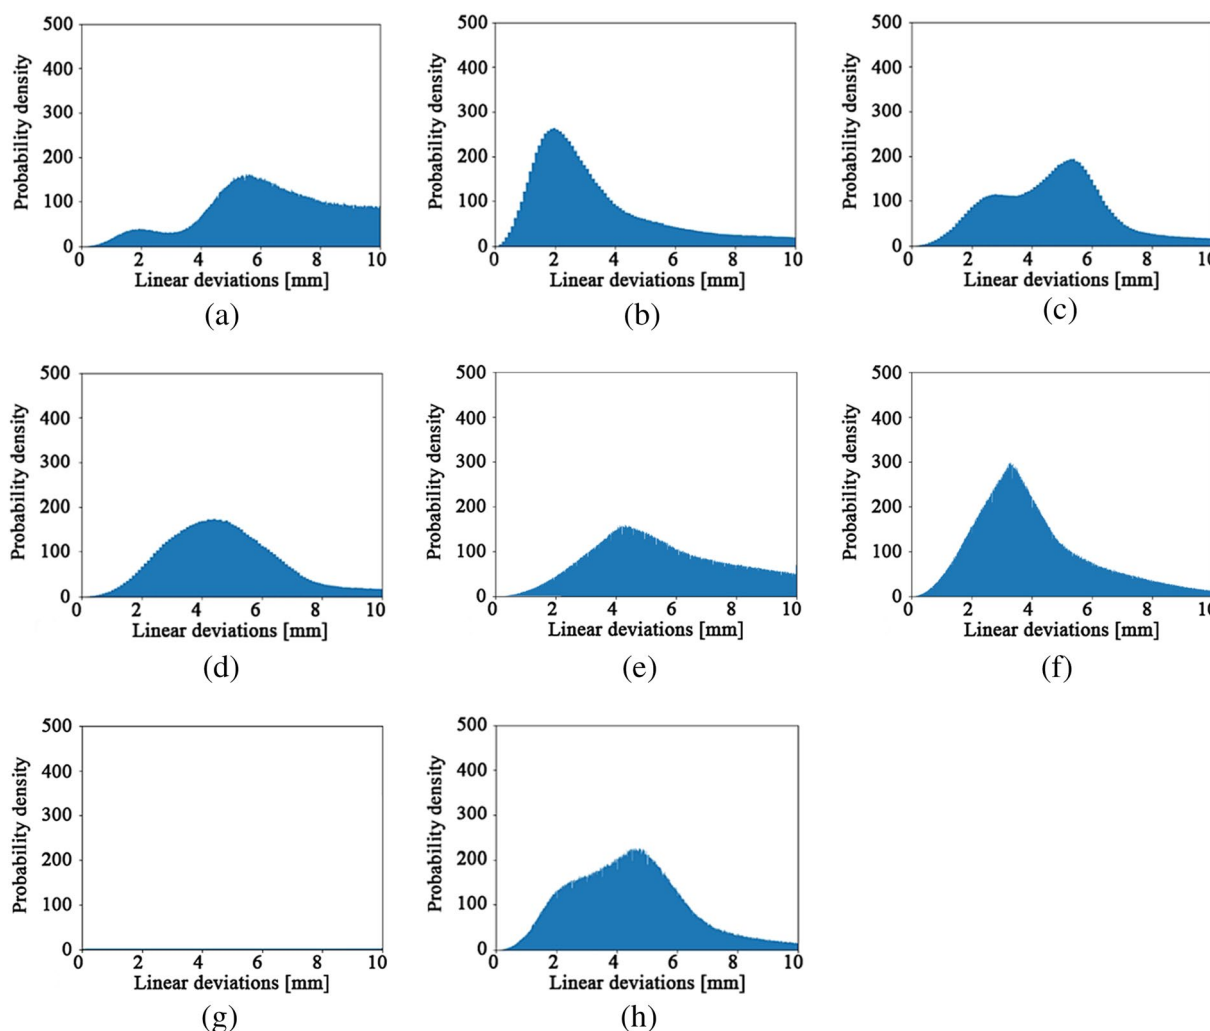 500 500 500
400 400 400
300 300 300
200 200 200
100 100 100
0 0 0
0 2 4 6 8 10 0 2 4 6 8 10 0 2 4 6 8 10
Probability density Probability density Probability density
Linear deviations [mm] Linear deviations [mm] Linear deviations [mm]
(a) (b) (c)
500 500 500
400 400 400
300 300 300
200 200 200
100 100 100
0 0 0
0 2 4 6 8 10 0 2 4 6 8 10 0 2 4 6 8 10
Probability density Probability density Probability density
Linear deviations [mm] Linear deviations [mm] Linear deviations [mm]
(d) (e) (f)
500 500
400 400
300 300
200 200
100 100
0 0
0 2 4 6 8 10 0 2 4 6 8 10
Probability density Probability density
Linear deviations [mm] Linear deviations [mm]
(g) (h)